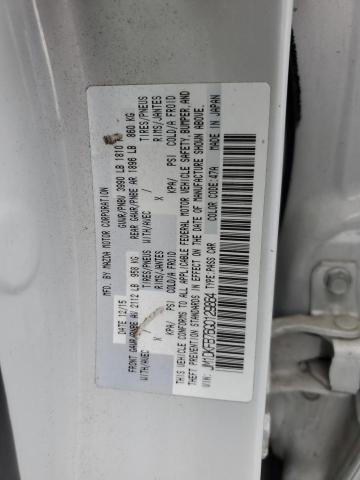 MFD. BY MAZDA MOTOR CORPORATION
DATE 12/15 GVWR/PNBV 3990 LB 1810
FRONT GAWR/PNBE AV 2112 LB 958 KG REAR GAWR/PNBE AR 1896 LB 860 KG
WITH/AVEC TIRES/PNEUS WITH/AVEC TIRES/PNEUS
X RIMS/JANTES X RIMS/JANTES
KPA/ PSI COLD/A FROID KPA/ PSI COLD/A FROID
THIS VEHICLE CONFORMS TO ALL APPLICABLE FEDERAL MOTOR VEHICLE SAFETY, BUMPER, AND
THEFT PREVENTION STANDARDS IN EFFECT ON THE DATE OF MANUFACTURE SHOWN ABOVE.
TYPE:PASS CAR COLOR:47A MADE IN JAPAN
VIN: